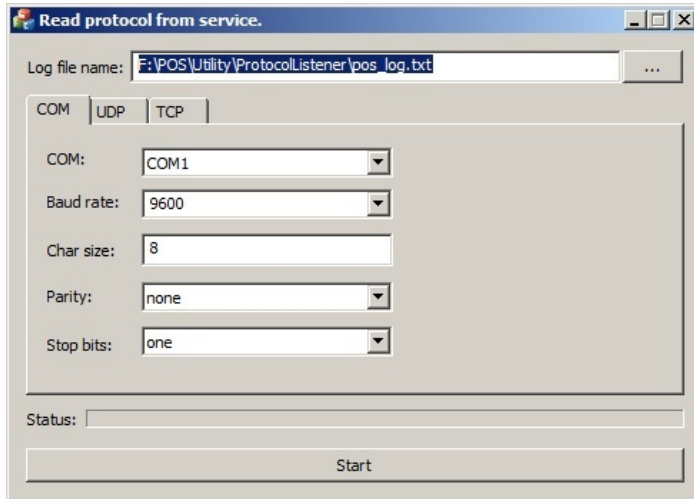 Read protocol from service.
Log file name: F:\POS\Utility\ProtocolListener\pos_log.txt ...
COM UDP TCP
COM: COM1
Baud rate: 9600
Char size: 8
Parity: none
Stop bits: one
Status:
Start